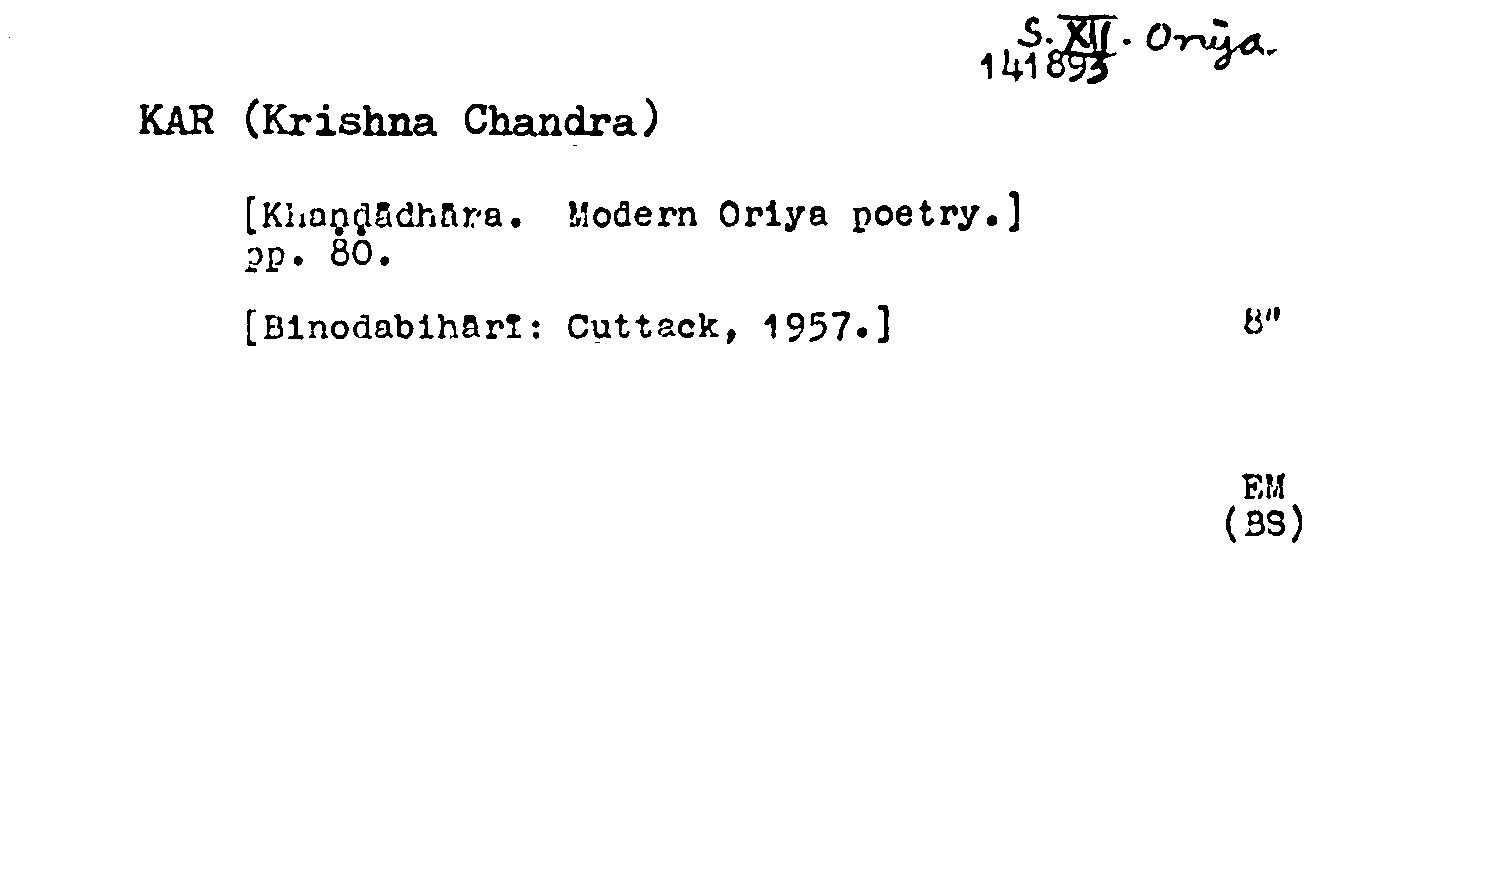 S. XII. Oriya.
141893
KAR (Krishna Chandra)
[Khaṇḍādhāra. Modern Oriya poetry.]
pp. 80.
[Binodabihārī: Cuttack, 1957.] 8"
EM
(BS)